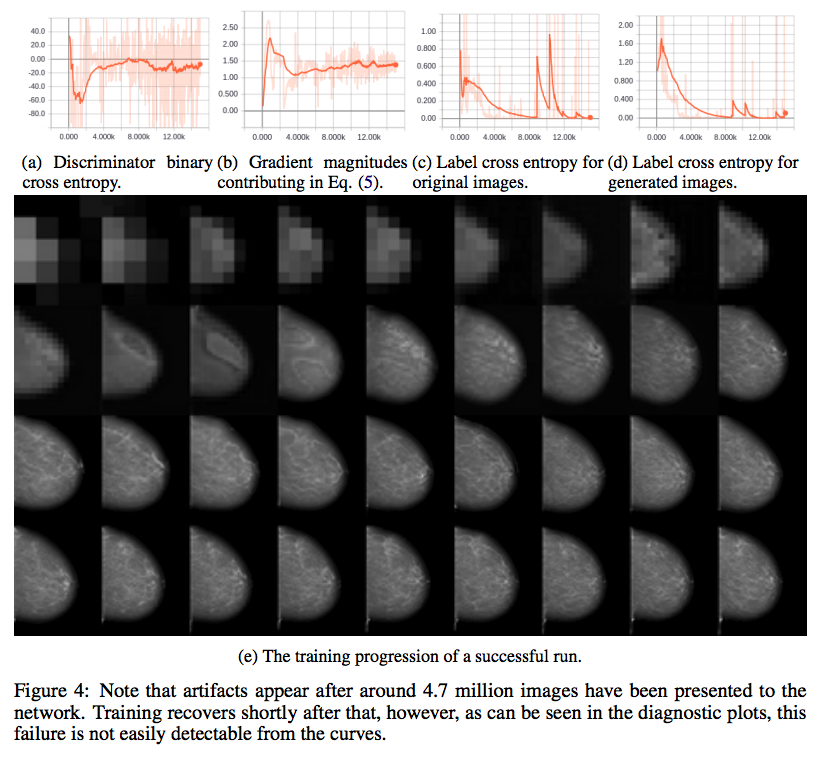 40.0
20.0
0.00
-20.0
-40.0
-60.0
-80.0
0.000 4.000k 8.000k 12.00k
2.50
2.00
1.50
1.00
0.500
0.00
0.000 4.000k 8.000k 12.00k
1.00
0.800
0.600
0.400
0.200
0.00
0.000 4.000k 8.000k 12.00k
2.00
1.60
1.20
0.800
0.400
0.00
0.000 4.000k 8.000k 12.00k
(a) Discriminator binary
cross entropy.
(b) Gradient magnitudes
contributing in Eq. (5).
(c) Label cross entropy for
original images.
(d) Label cross entropy for
generated images.
(e) The training progression of a successful run.
Figure 4: Note that artifacts appear after around 4.7 million images have been presented to the
network. Training recovers shortly after that, however, as can be seen in the diagnostic plots, this
failure is not easily detectable from the curves.